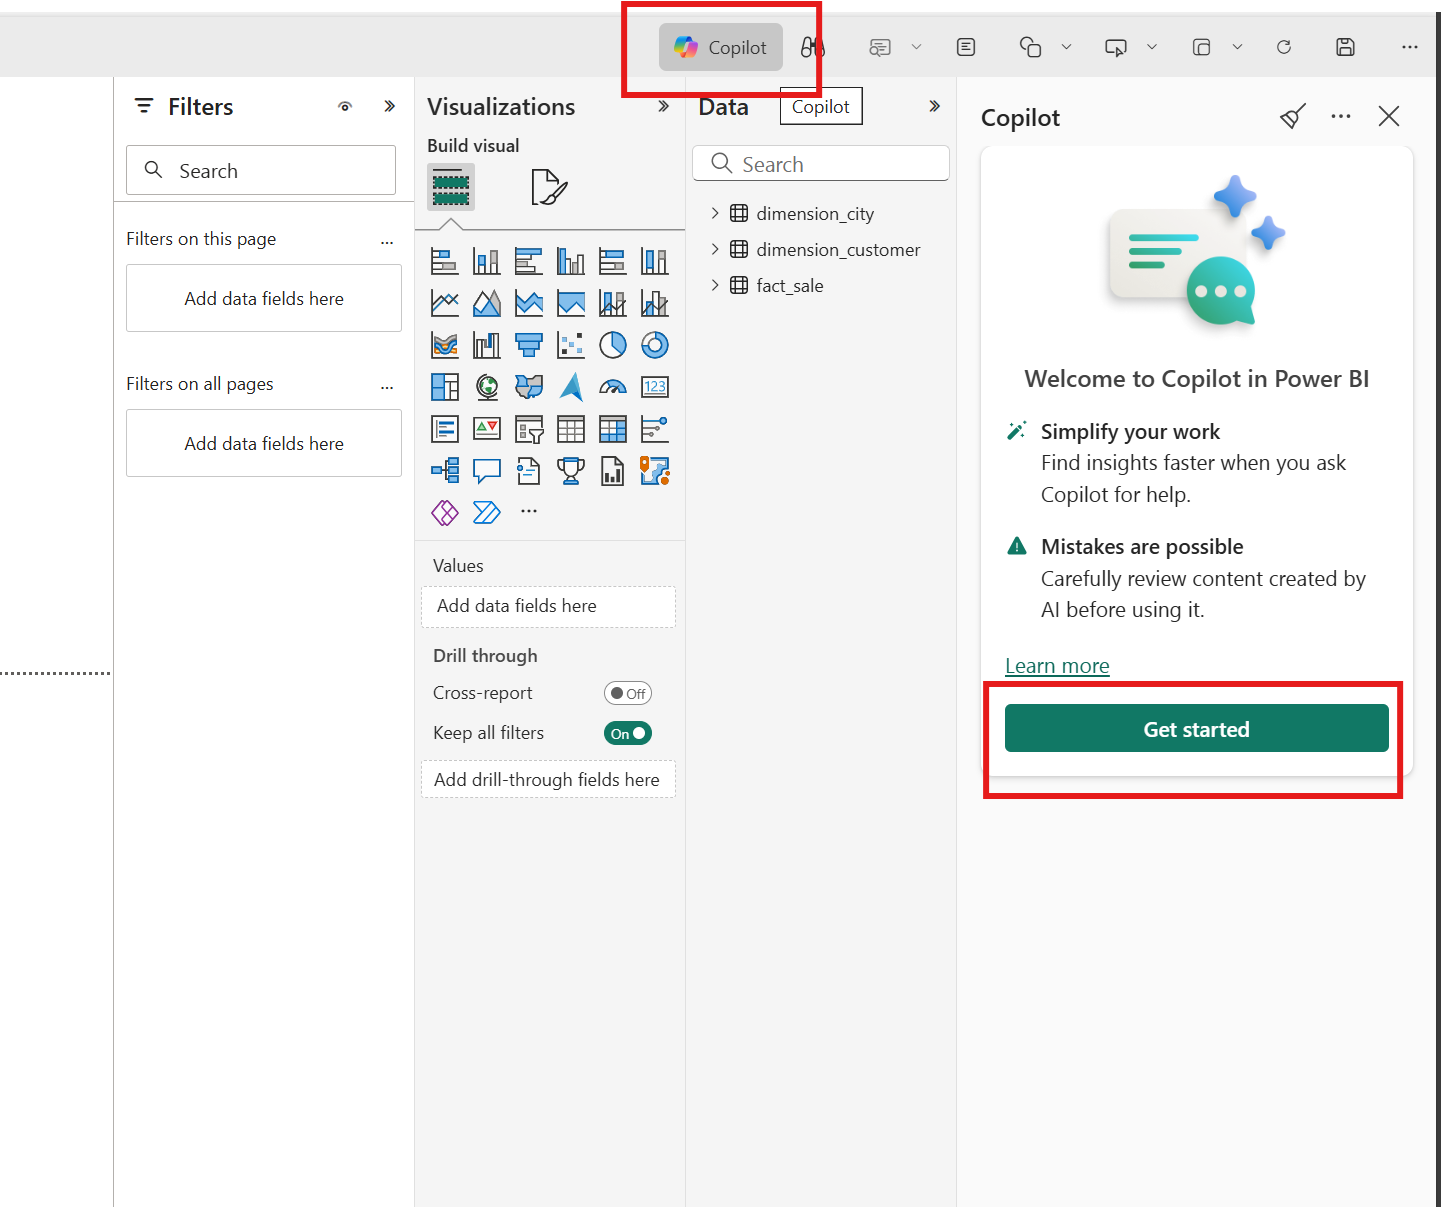 Copilot
Filters
Search
Filters on this page
...
Add data fields here
Filters on all pages
...
Add data fields here
Visualizations
Build visual
123
...
Values
Add data fields here
Drill through
Cross-report
Off
Keep all filters
On
Add drill-through fields here
Data
Copilot
Search
dimension_city
dimension_customer
fact_sale
Copilot
Welcome to Copilot in Power BI
Simplify your work
Find insights faster when you ask
Copilot for help.
Mistakes are possible
Carefully review content created by
AI before using it.
Learn more
Get started